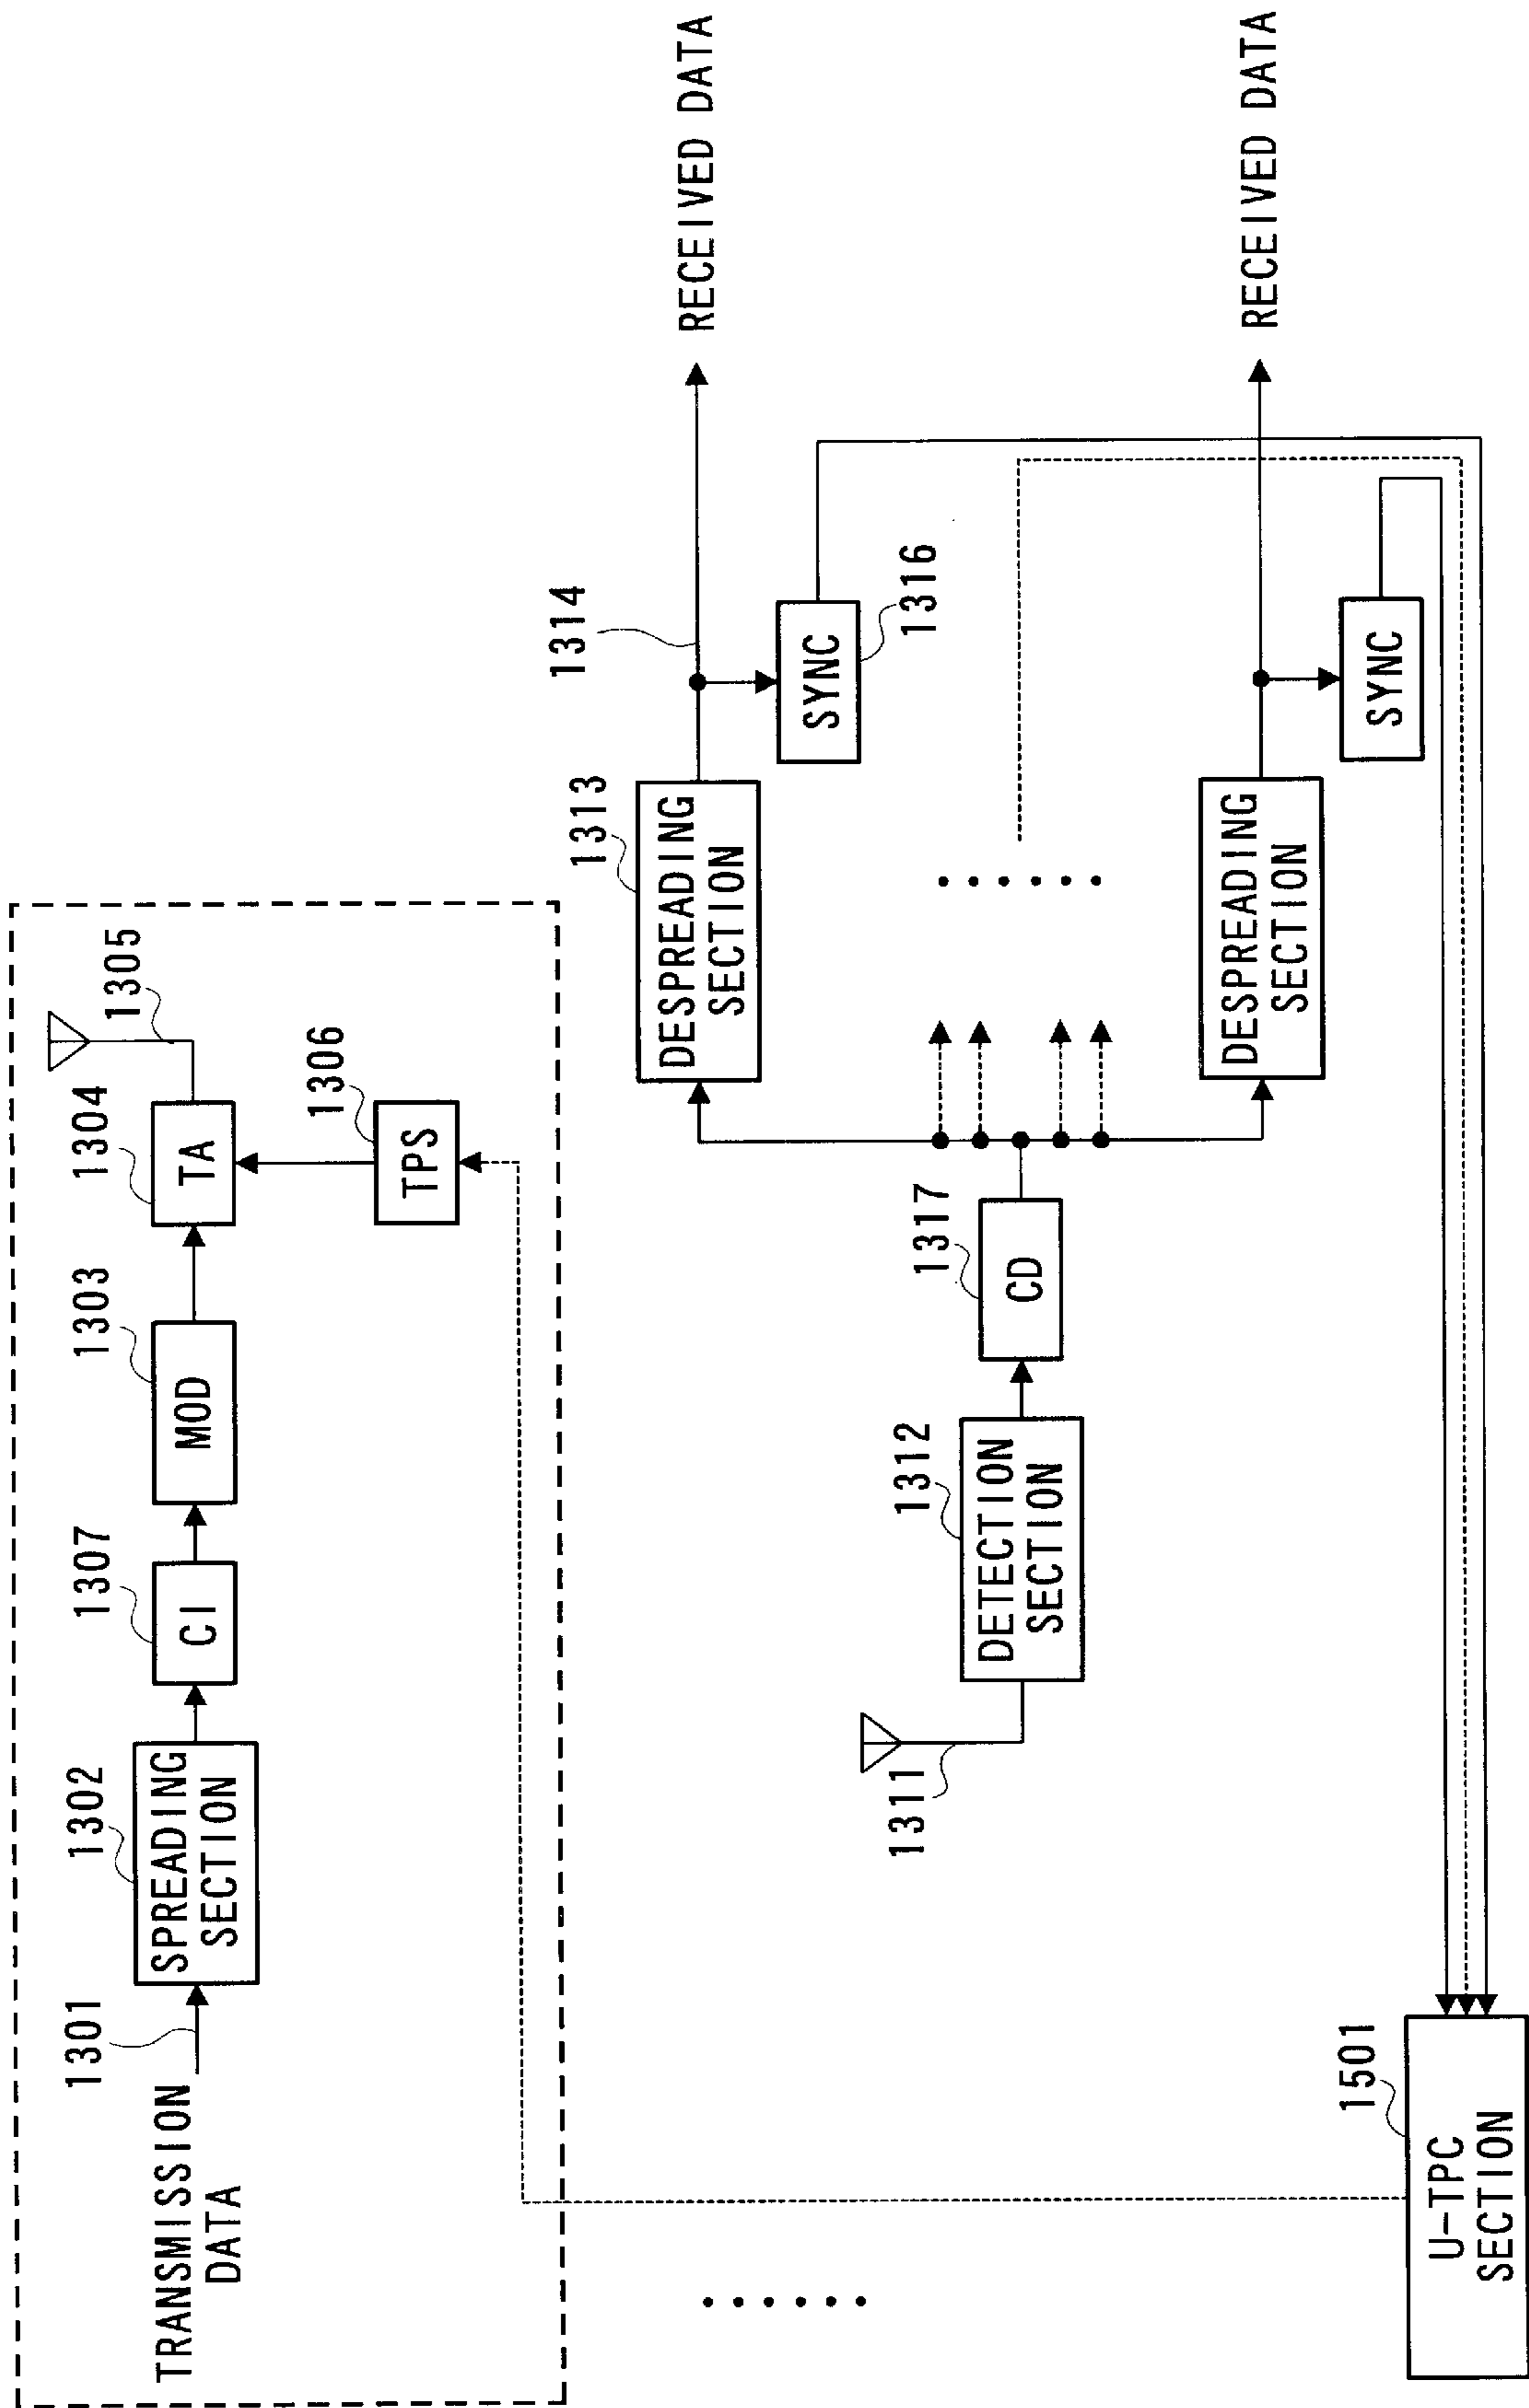 TRANSMISSION
DATA
1301
1302
SPREADING
SECTION
1307
CI
1303
MOD
1304
TA
1305
1306
TPS
1311
1312
DETECTION
SECTION
1317
CD
1313
DESPREADING
SECTION
1314
RECEIVED DATA
SYNC
1316
DESPREADING
SECTION
RECEIVED DATA
SYNC
1501
U-TPC
SECTION